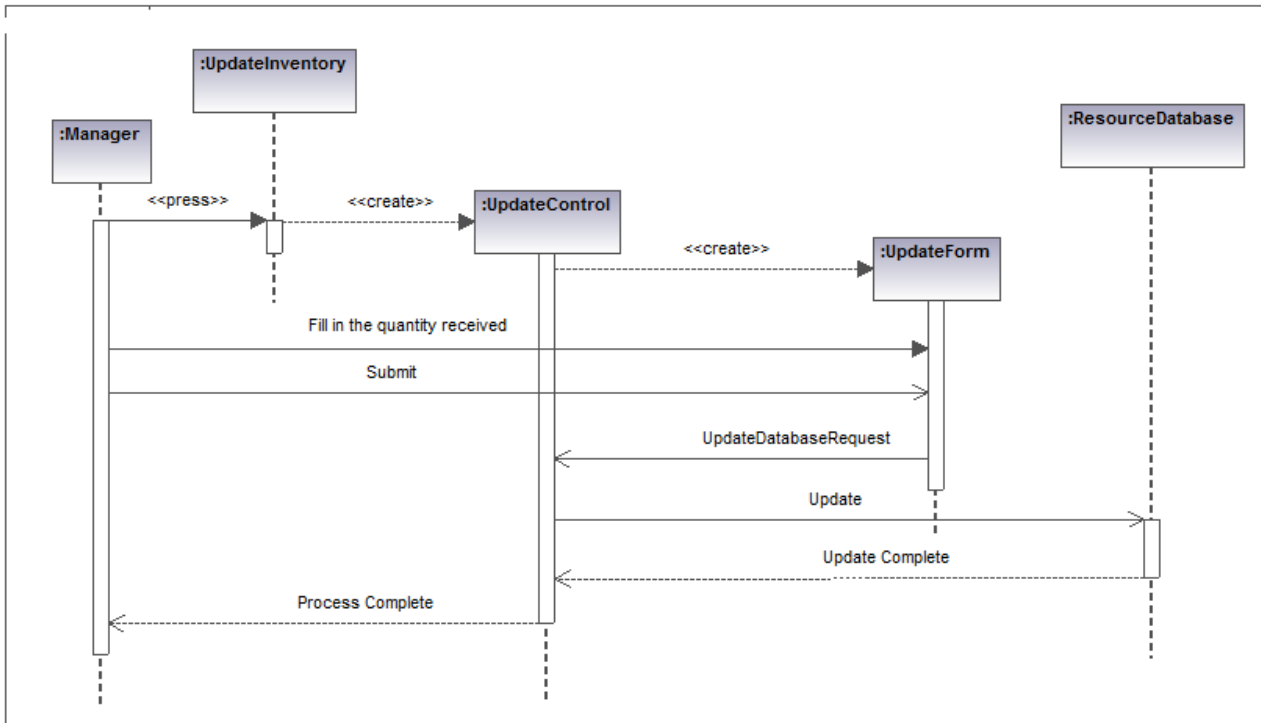 :UpdateInventory
:ResourceDatabase
:Manager
<<press>>
<<create>>
:UpdateControl
<<create>>
:UpdateForm
Fill in the quantity received
Submit
UpdateDatabaseRequest
Update
Update Complete
Process Complete